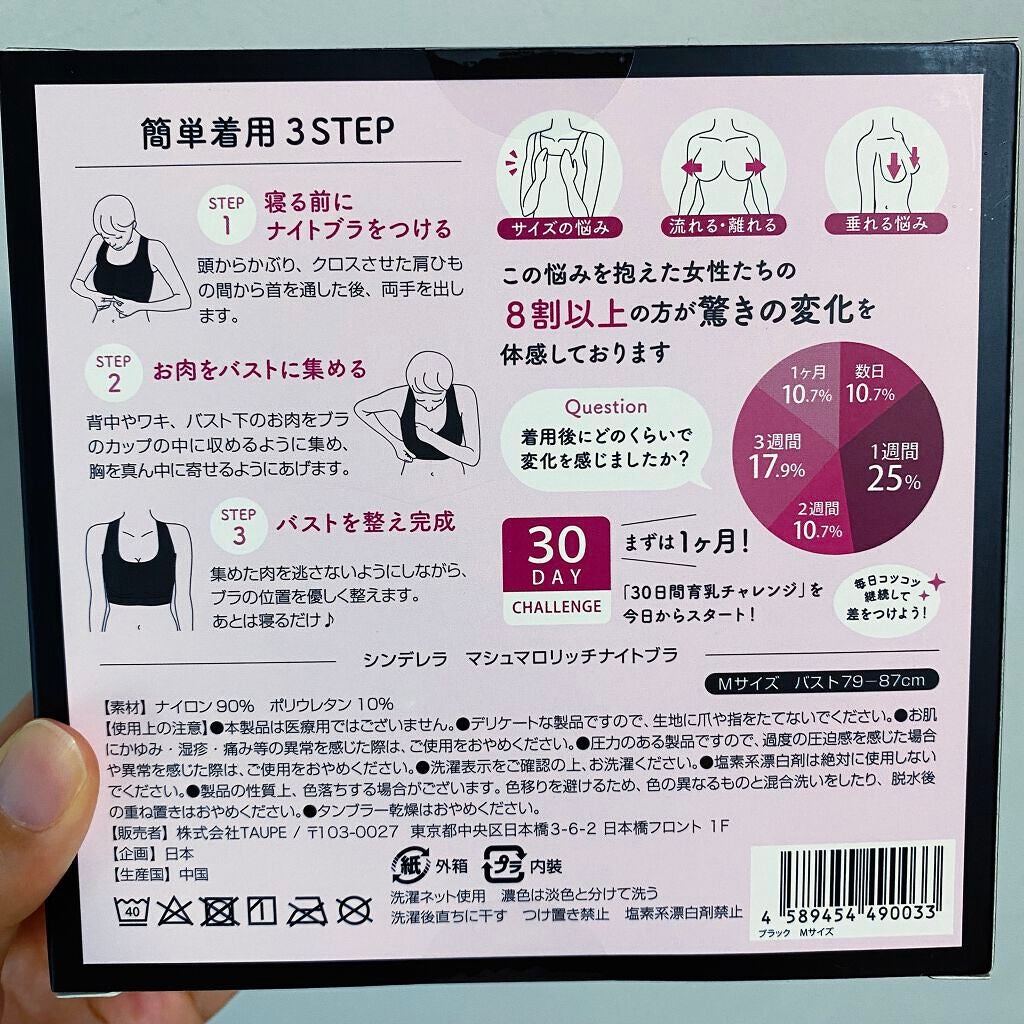 簡単着用 3 STEP
STEP
1
寝る前に
ナイトブラをつける
頭からかぶり、クロスさせた肩ひも
の間から首を通した後、両手を出し
ます。
STEP
2
お肉をバストに集める
背中やワキ、バスト下のお肉をブラ
のカップの中に収めるように集め、
胸を真ん中に寄せるようにあげます。
STEP
3
バストを整え完成
集めた肉を逃さないようにしながら、
ブラの位置を優しく整えます。
あとは寝るだけ♪
サイズの悩み
流れる・離れる
垂れる悩み
この悩みを抱えた女性たちの
8割以上の方が驚きの変化を
体感しております
Question
着用後にどのくらいで
変化を感じましたか?
1ヶ月
10.7%
数日
10.7%
3週間
17.9%
1週間
25%
2週間
10.7%
30
DAY
CHALLENGE
まずは1ヶ月!
「30日間育乳チャレンジ」を
今日からスタート!
毎日コツコツ
継続して
差をつけよう!
シンデレラ マシュマロリッチナイトブラ
Mサイズ バスト79−87cm
【素材】ナイロン 90% ポリウレタン 10%
【使用上の注意】●本製品は医療用ではございません。●デリケートな製品ですので、生地に爪や指をたてないでください。●お肌
にかゆみ・湿疹・痛み等の異常を感じた際は、ご使用をおやめください。●圧力のある製品ですので、過度の圧迫感を感じた場合
や異常を感じた際は、ご使用をおやめください。●洗濯表示をご確認の上、お洗濯ください。●塩素系漂白剤は絶対に使用しない
でください。●製品の性質上、色落ちする場合がございます。色移りを避けるため、色の異なるものと混合洗いをしたり、脱水後
の重ね置きはおやめください。●タンブラー乾燥はおやめください。
【販売者】株式会社TAUPE / 〒103-0027 東京都中央区日本橋3-6-2 日本橋フロント 1F
【企画】日本
【生産国】中国
紙 外箱 プラ 内装
40
洗濯ネット使用 濃色は淡色と分けて洗う
洗濯後直ちに干す つけ置き禁止 塩素系漂白剤禁止
4 589454 490033
ブラック Mサイズ